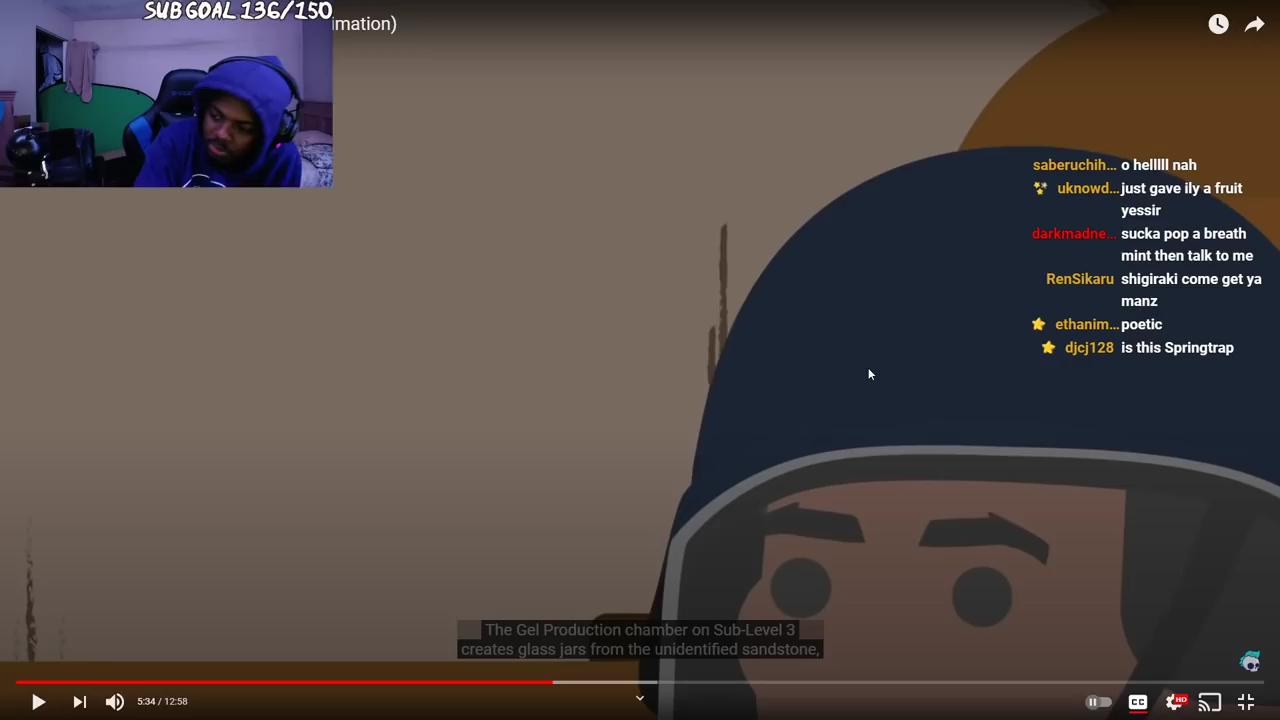 SUB GOAL 136/150
imation)
saberuchih… o helllll nah
uknowd… just gave ily a fruit
yessir
darkmadne… sucka pop a breath
mint then talk to me
RenSikaru shigiraki come get ya
manz
ethanim… poetic
djcj128 is this Springtrap
The Gel Production chamber on Sub-Level 3
creates glass jars from the unidentified sandstone,
5:34 / 12:58
CC HD